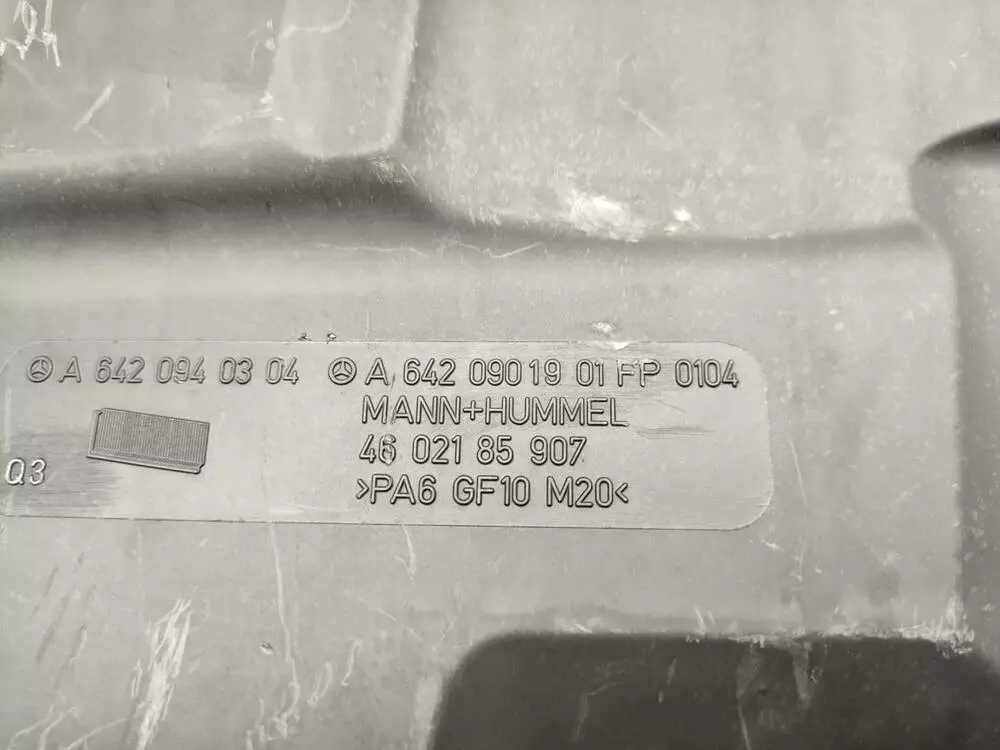 A 642 094 03 04 A 642 090 19 01 FP 0104
MANN+HUMMEL
46 021 85 907
Q3
>PA6 GF10 M20<